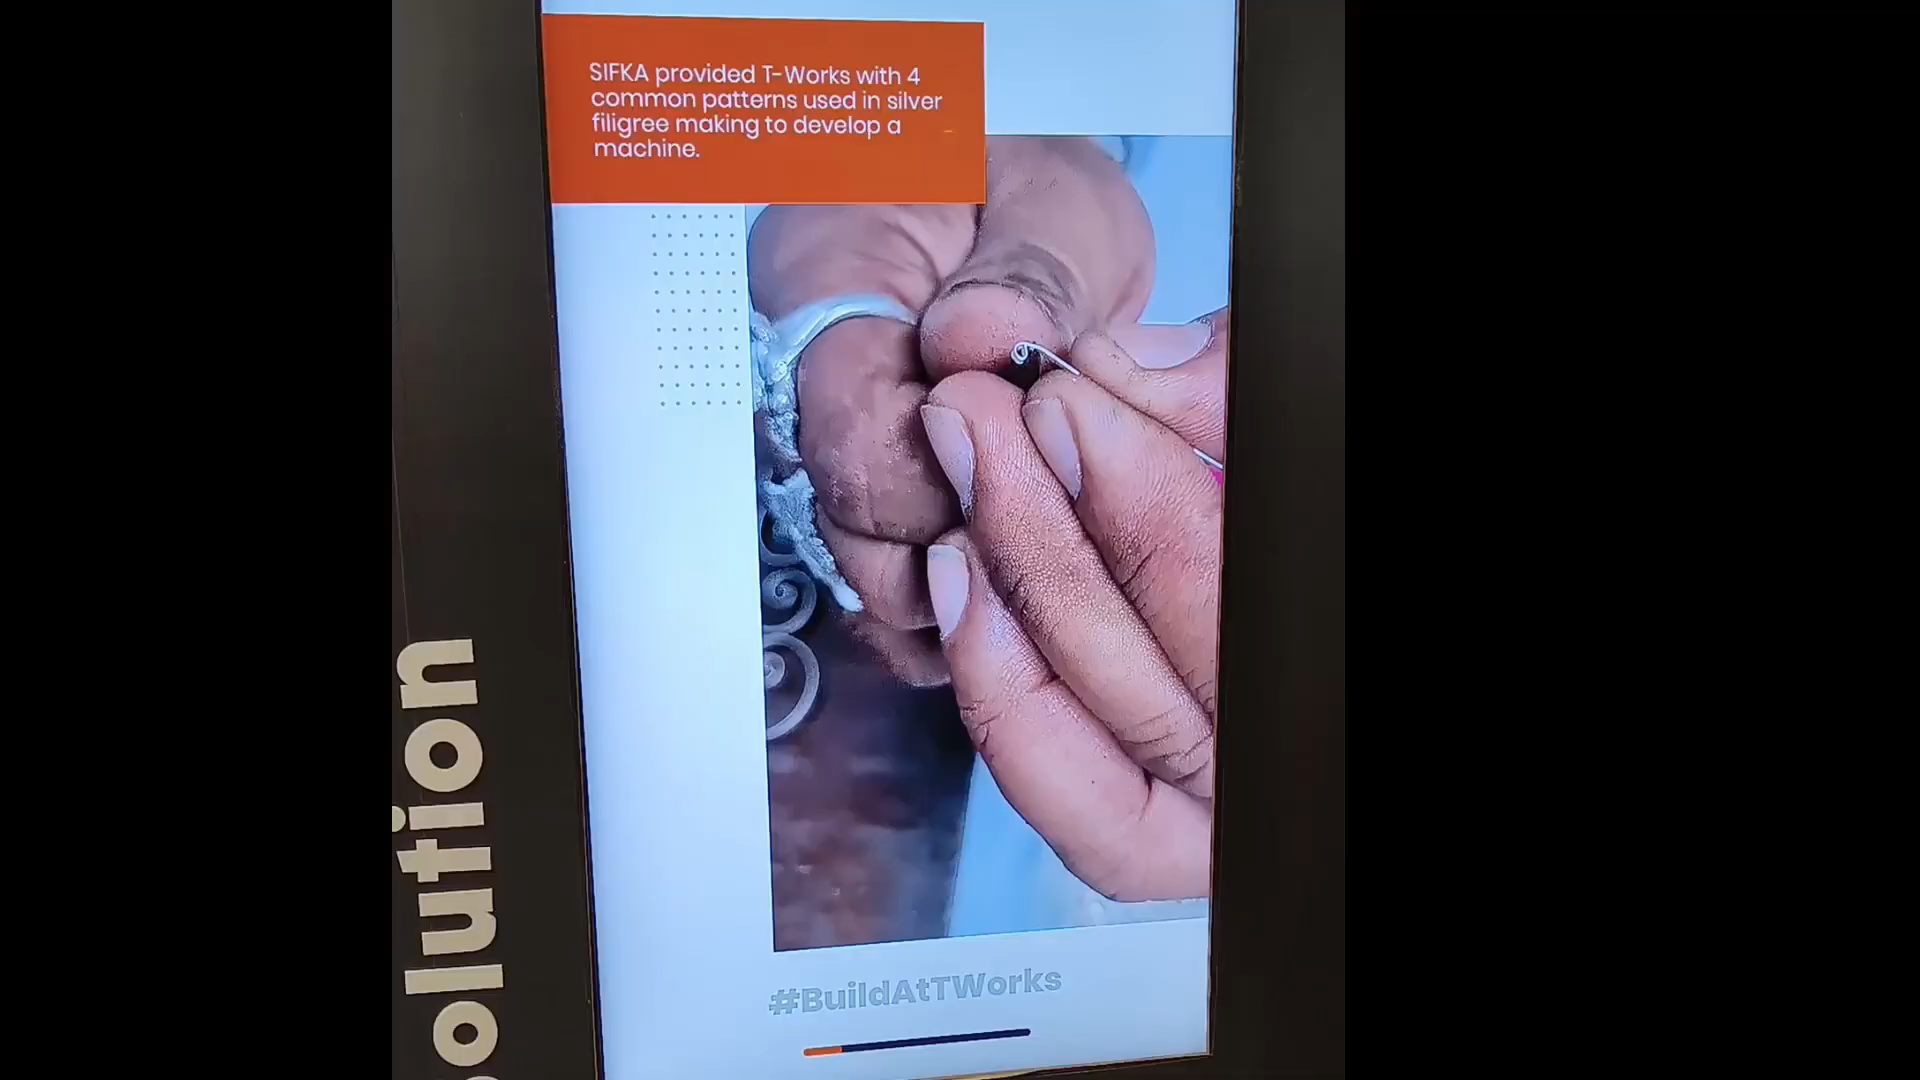 SIFKA provided T-Works with 4
common patterns used in silver
filigree making to develop a
machine.
#BuildAtTWorks
olution